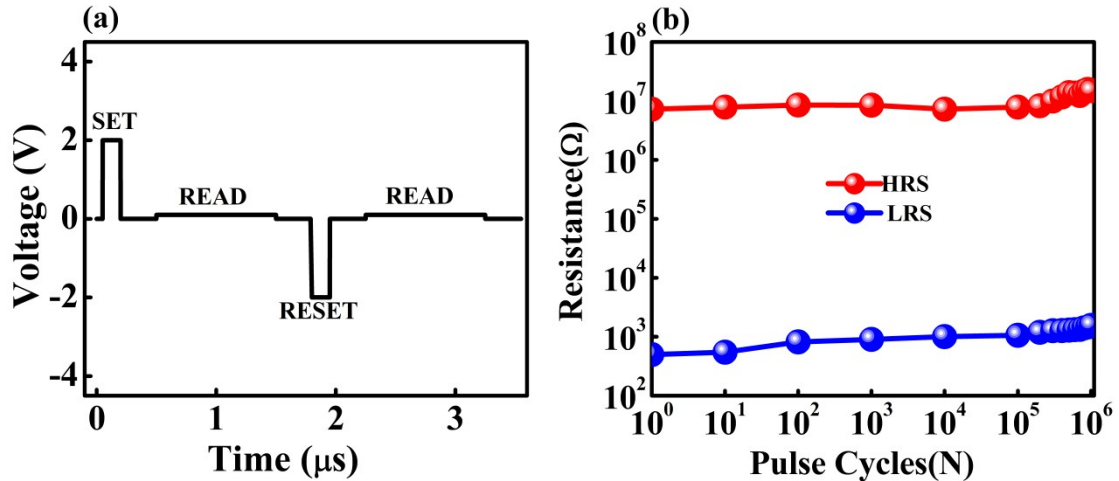 (a)
Voltage (V)
4
2
0
-2
-4
SET
READ
READ
RESET
0
1
2
3
Time (μs)
(b)
Resistance(Ω)
10⁸
10⁷
10⁶
10⁵
10⁴
10³
10²
HRS
LRS
10⁰
10¹
10²
10³
10⁴
10⁵
10⁶
Pulse Cycles(N)